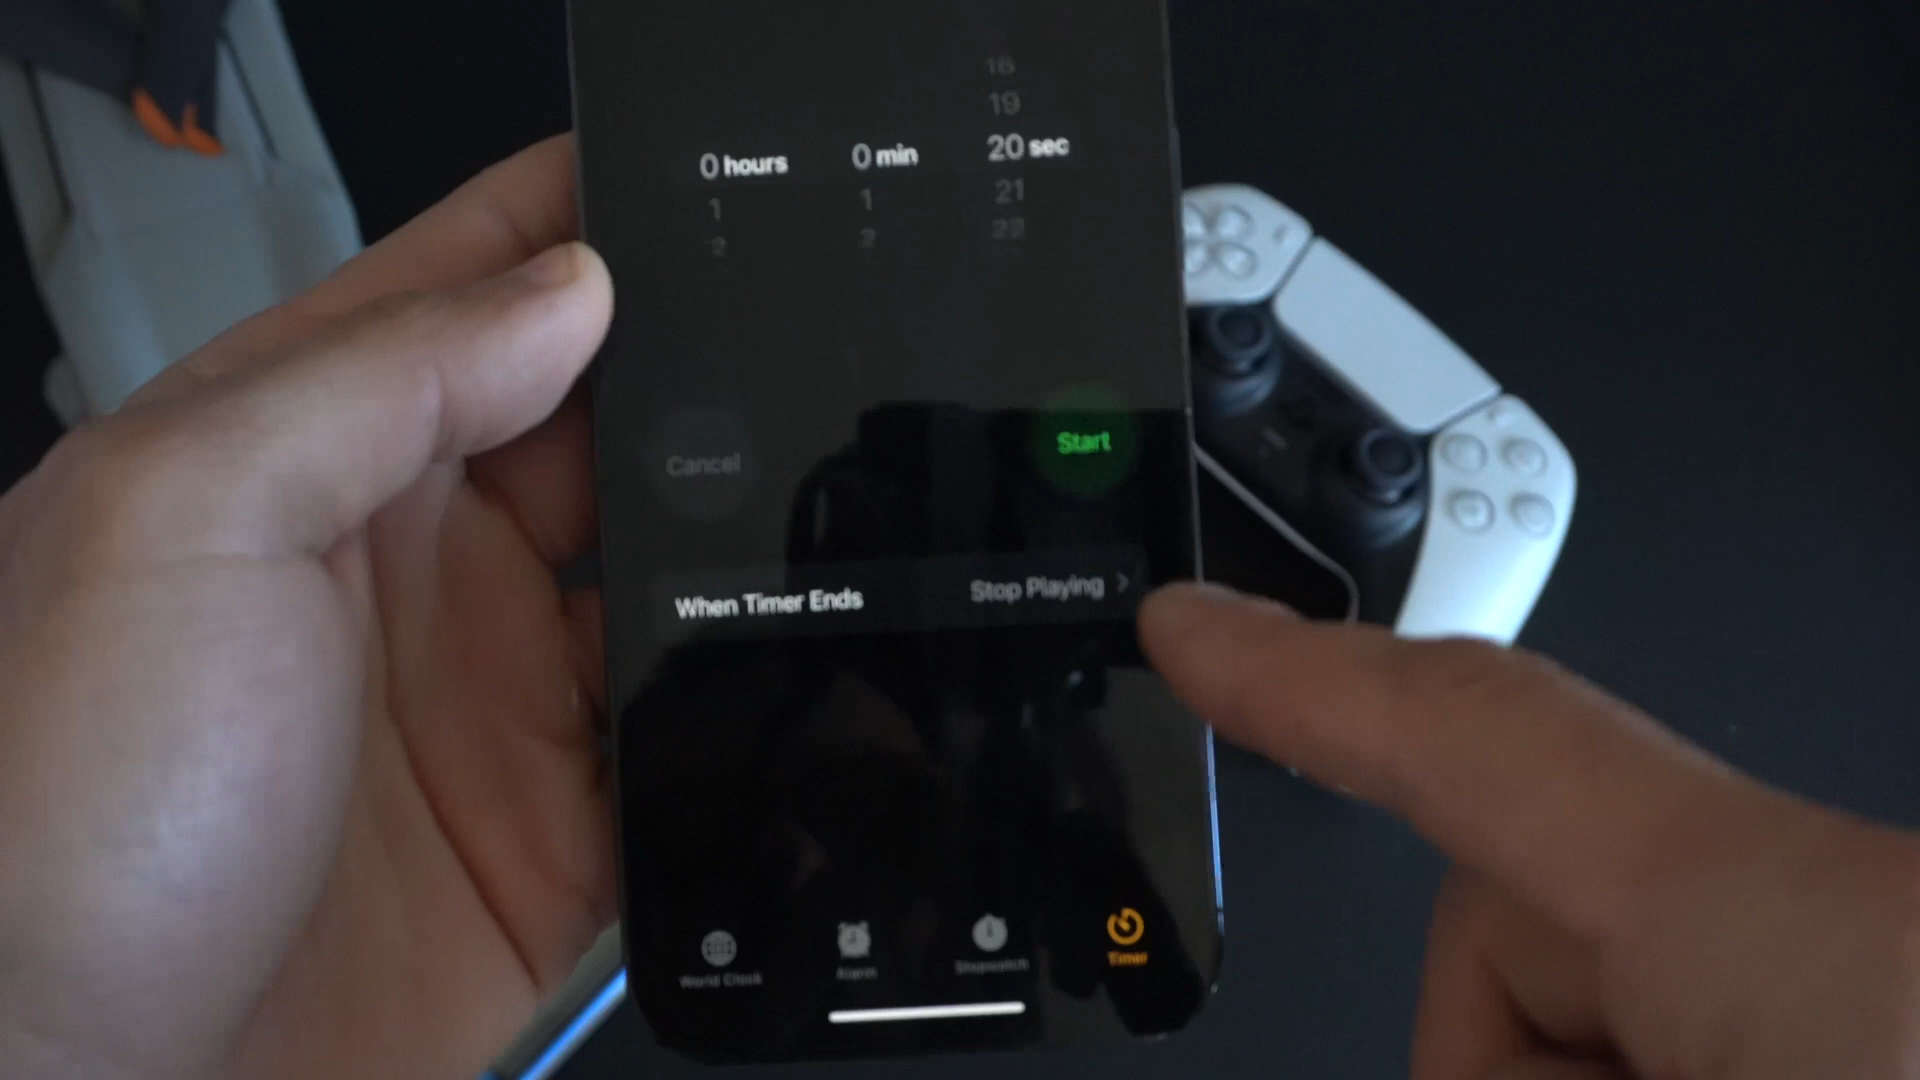 18
19
0 hours 0 min 20 sec
1 1 21
2 2 22
Cancel Start
When Timer Ends Stop Playing >
World Clock Alarm Stopwatch Timer